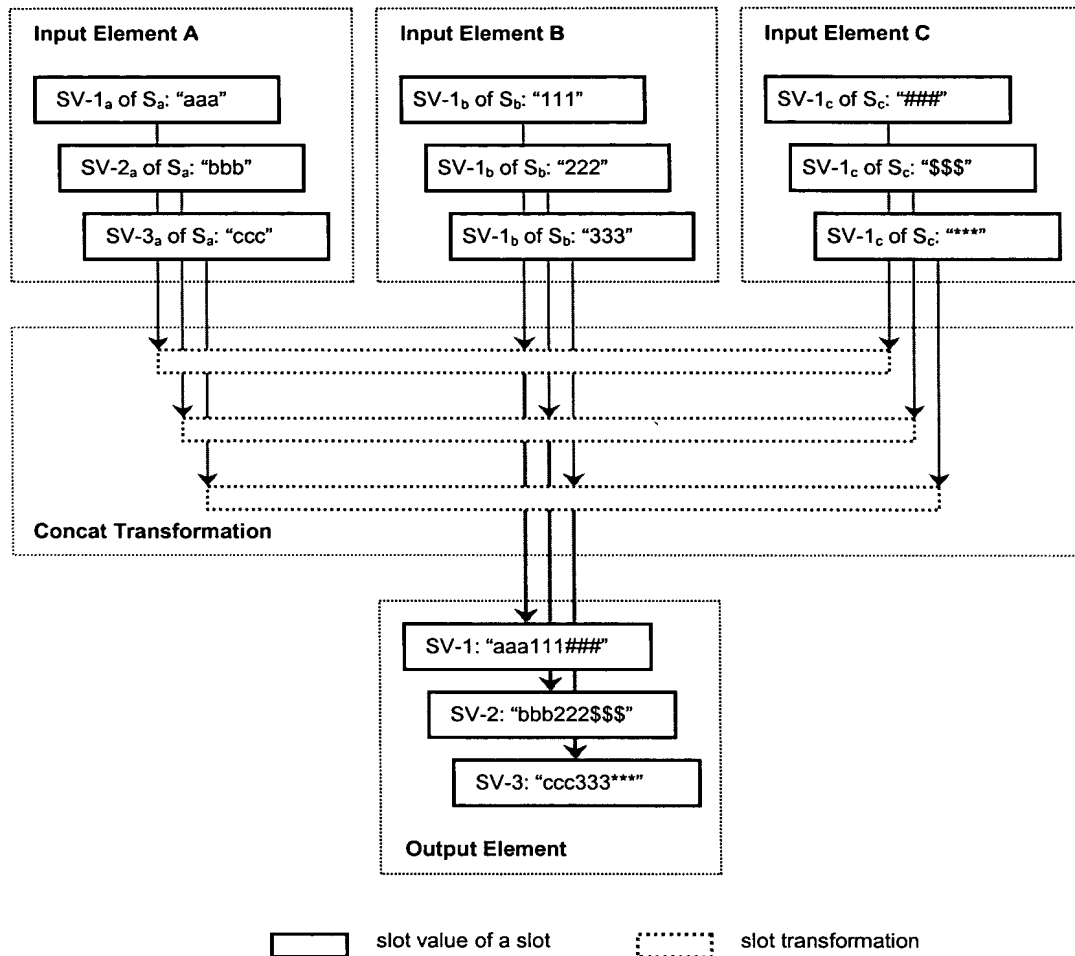 Input Element A
SV-1a of Sa: “aaa”
SV-2a of Sa: “bbb”
SV-3a of Sa: “ccc”
Input Element B
SV-1b of Sb: “111”
SV-1b of Sb: “222”
SV-1b of Sb: “333”
Input Element C
SV-1c of Sc: “###”
SV-1c of Sc: “$$$”
SV-1c of Sc: “***”
Concat Transformation
SV-1: “aaa111###”
SV-2: “bbb222$$$”
SV-3: “ccc333***”
Output Element
slot value of a slot
slot transformation